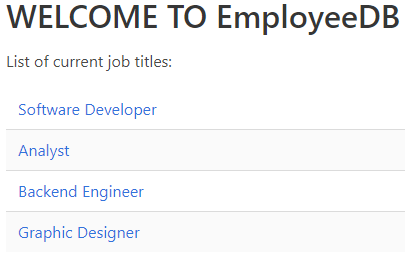 WELCOME TO EmployeeDB
List of current job titles:
Software Developer
Analyst
Backend Engineer
Graphic Designer